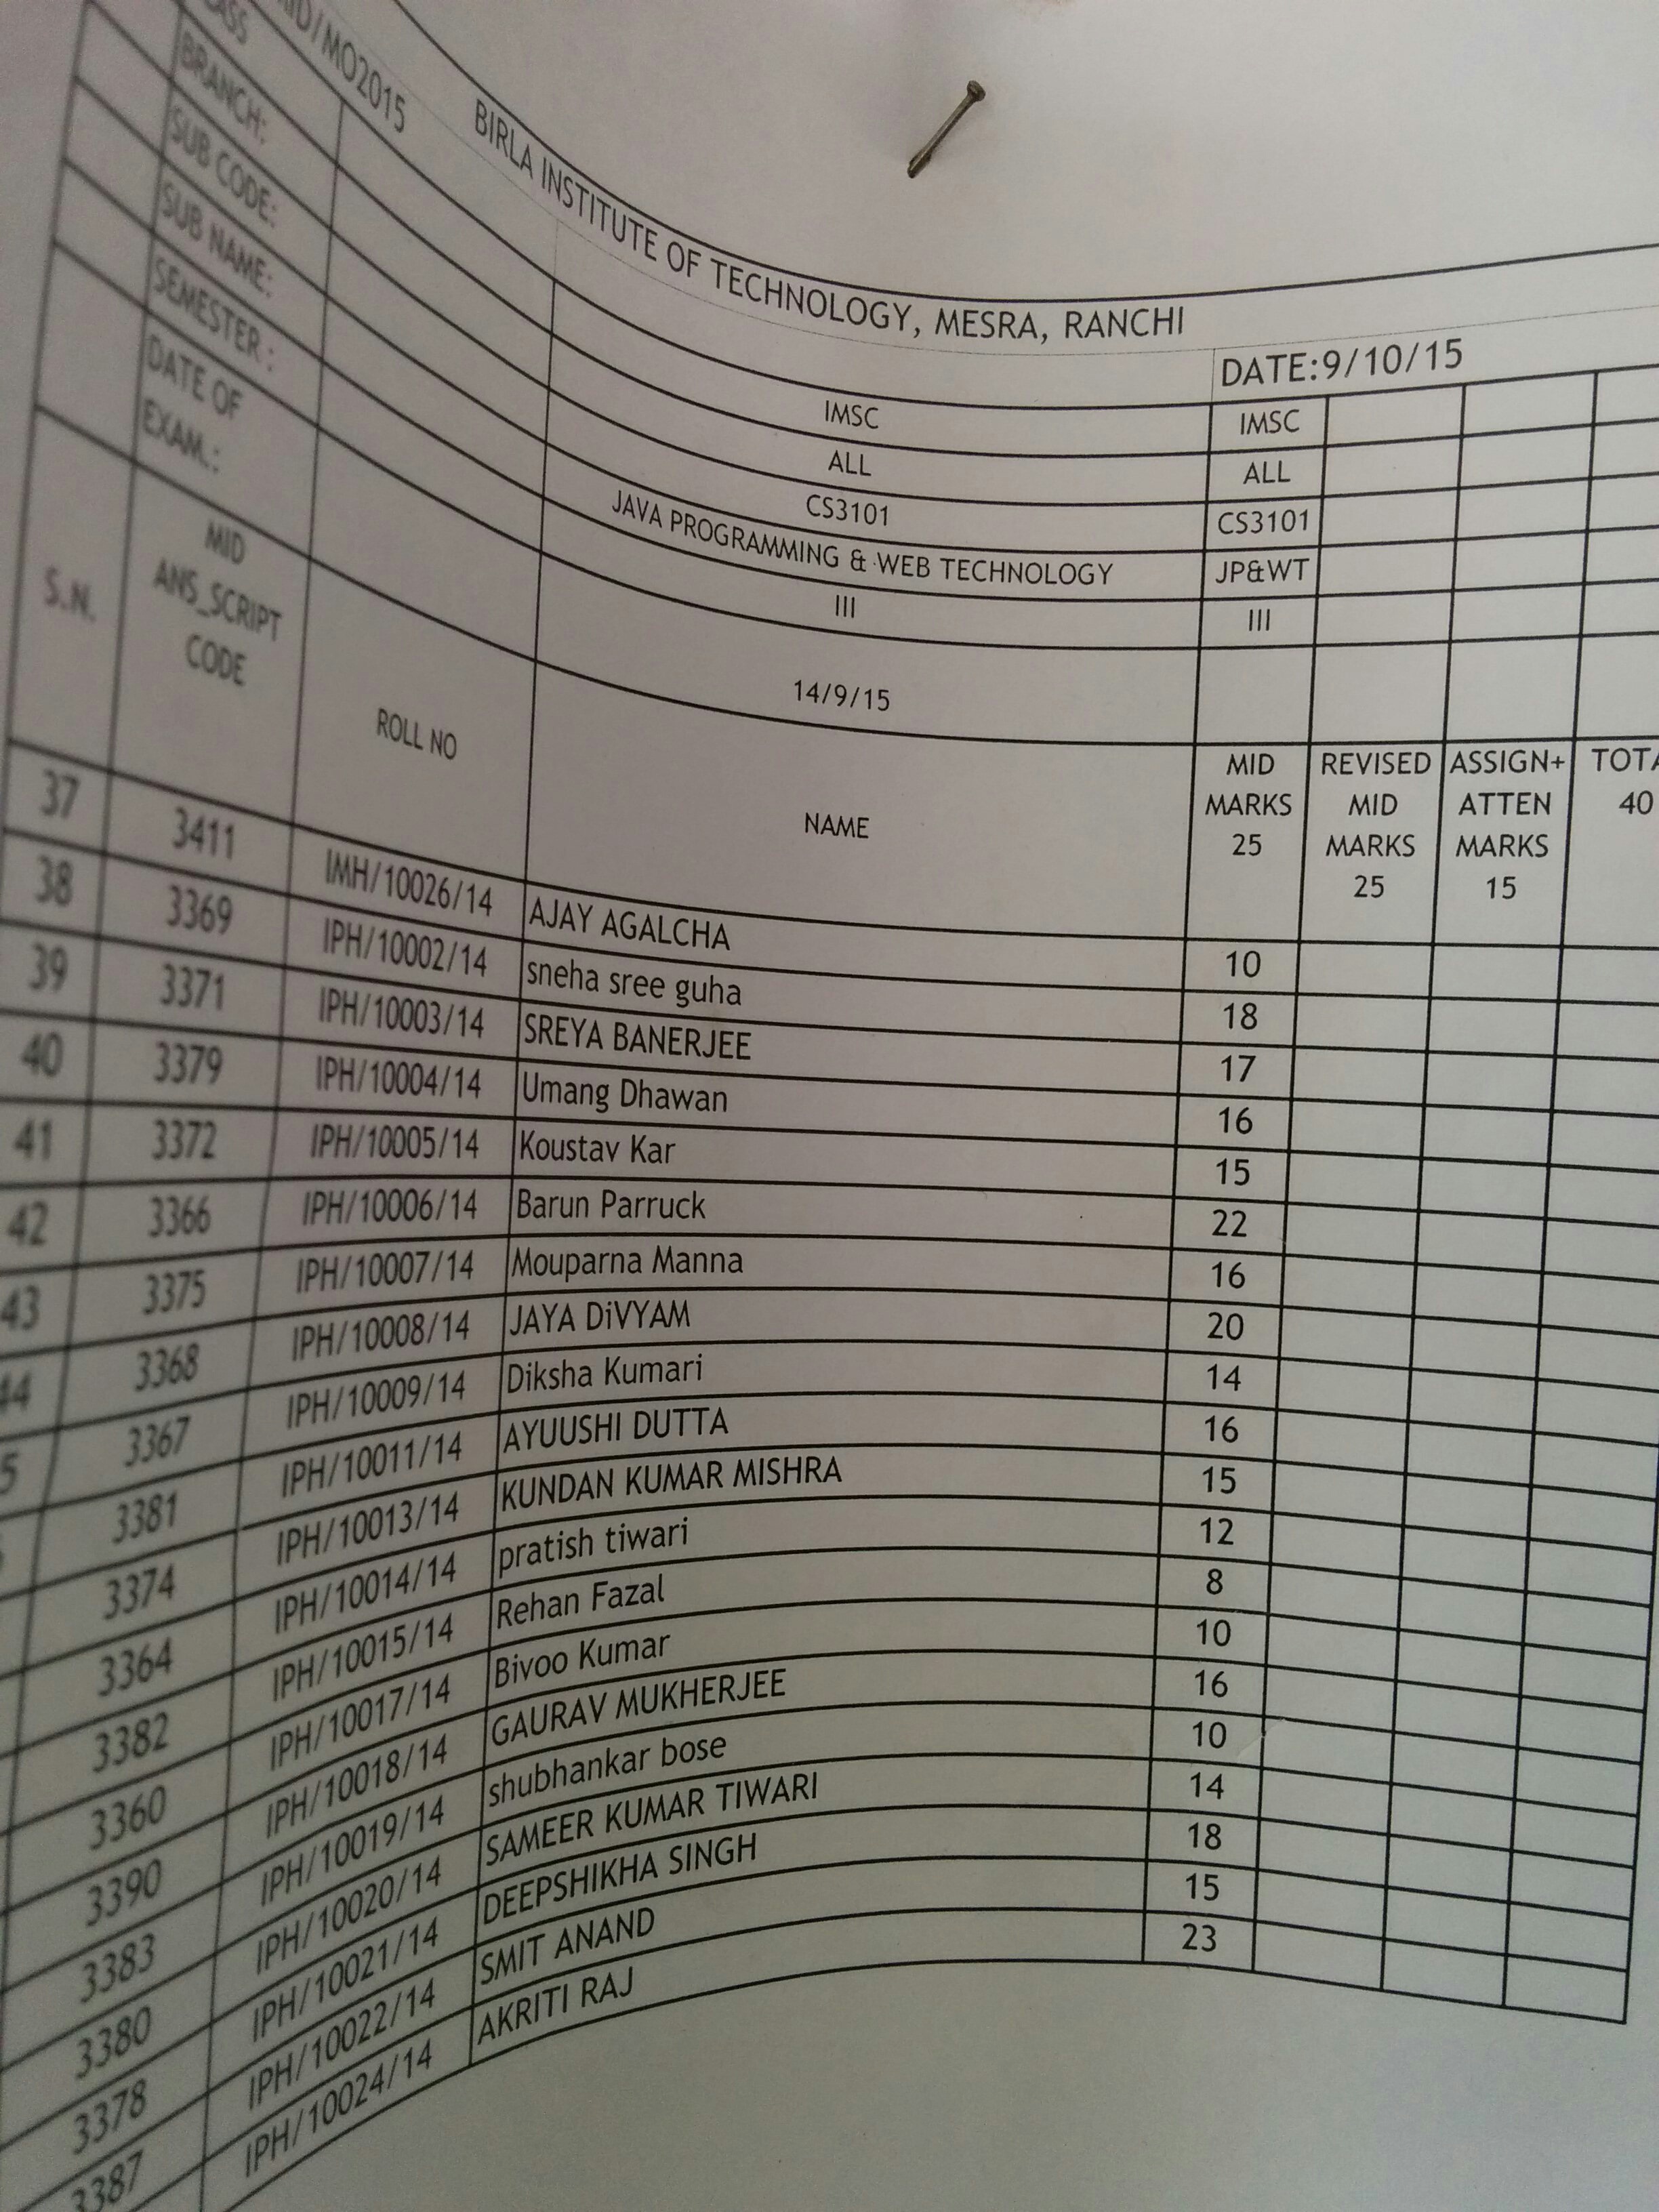 MID/MO2015
BIRLA INSTITUTE OF TECHNOLOGY, MESRA, RANCHI
DATE:9/10/15
IMSC IMSC
BRANCH: ALL ALL
SUB CODE: CS3101 CS3101
SUB NAME: JAVA PROGRAMMING & WEB TECHNOLOGY JP&WT
SEMESTER : III III
DATE OF EXAM.: 14/9/15
S.N. MID ANS_SCRIPT CODE ROLL NO NAME MID MARKS 25 REVISED MID MARKS 25 ASSIGN+ ATTEN MARKS 15 40
37 3411 IMH/10026/14 AJAY AGALCHA 10
38 3369 IPH/10002/14 sneha sree guha 18
39 3371 IPH/10003/14 SREYA BANERJEE 17
40 3379 IPH/10004/14 Umang Dhawan 16
41 3372 IPH/10005/14 Koustav Kar 15
42 3366 IPH/10006/14 Barun Parruck 22
43 3375 IPH/10007/14 Mouparna Manna 16
44 3368 IPH/10008/14 JAYA DiVYAM 20
3367 IPH/10009/14 Diksha Kumari 14
3381 IPH/10011/14 AYUUSHI DUTTA 16
3374 IPH/10013/14 KUNDAN KUMAR MISHRA 15
3364 IPH/10014/14 pratish tiwari 12
3382 IPH/10015/14 Rehan Fazal 8
3360 IPH/10017/14 Bivoo Kumar 10
3390 IPH/10018/14 GAURAV MUKHERJEE 16
3383 IPH/10019/14 shubhankar bose 10
3380 IPH/10020/14 SAMEER KUMAR TIWARI 14
3378 IPH/10021/14 DEEPSHIKHA SINGH 18
3387 IPH/10022/14 SMIT ANAND 15
IPH/10024/14 AKRITI RAJ 23